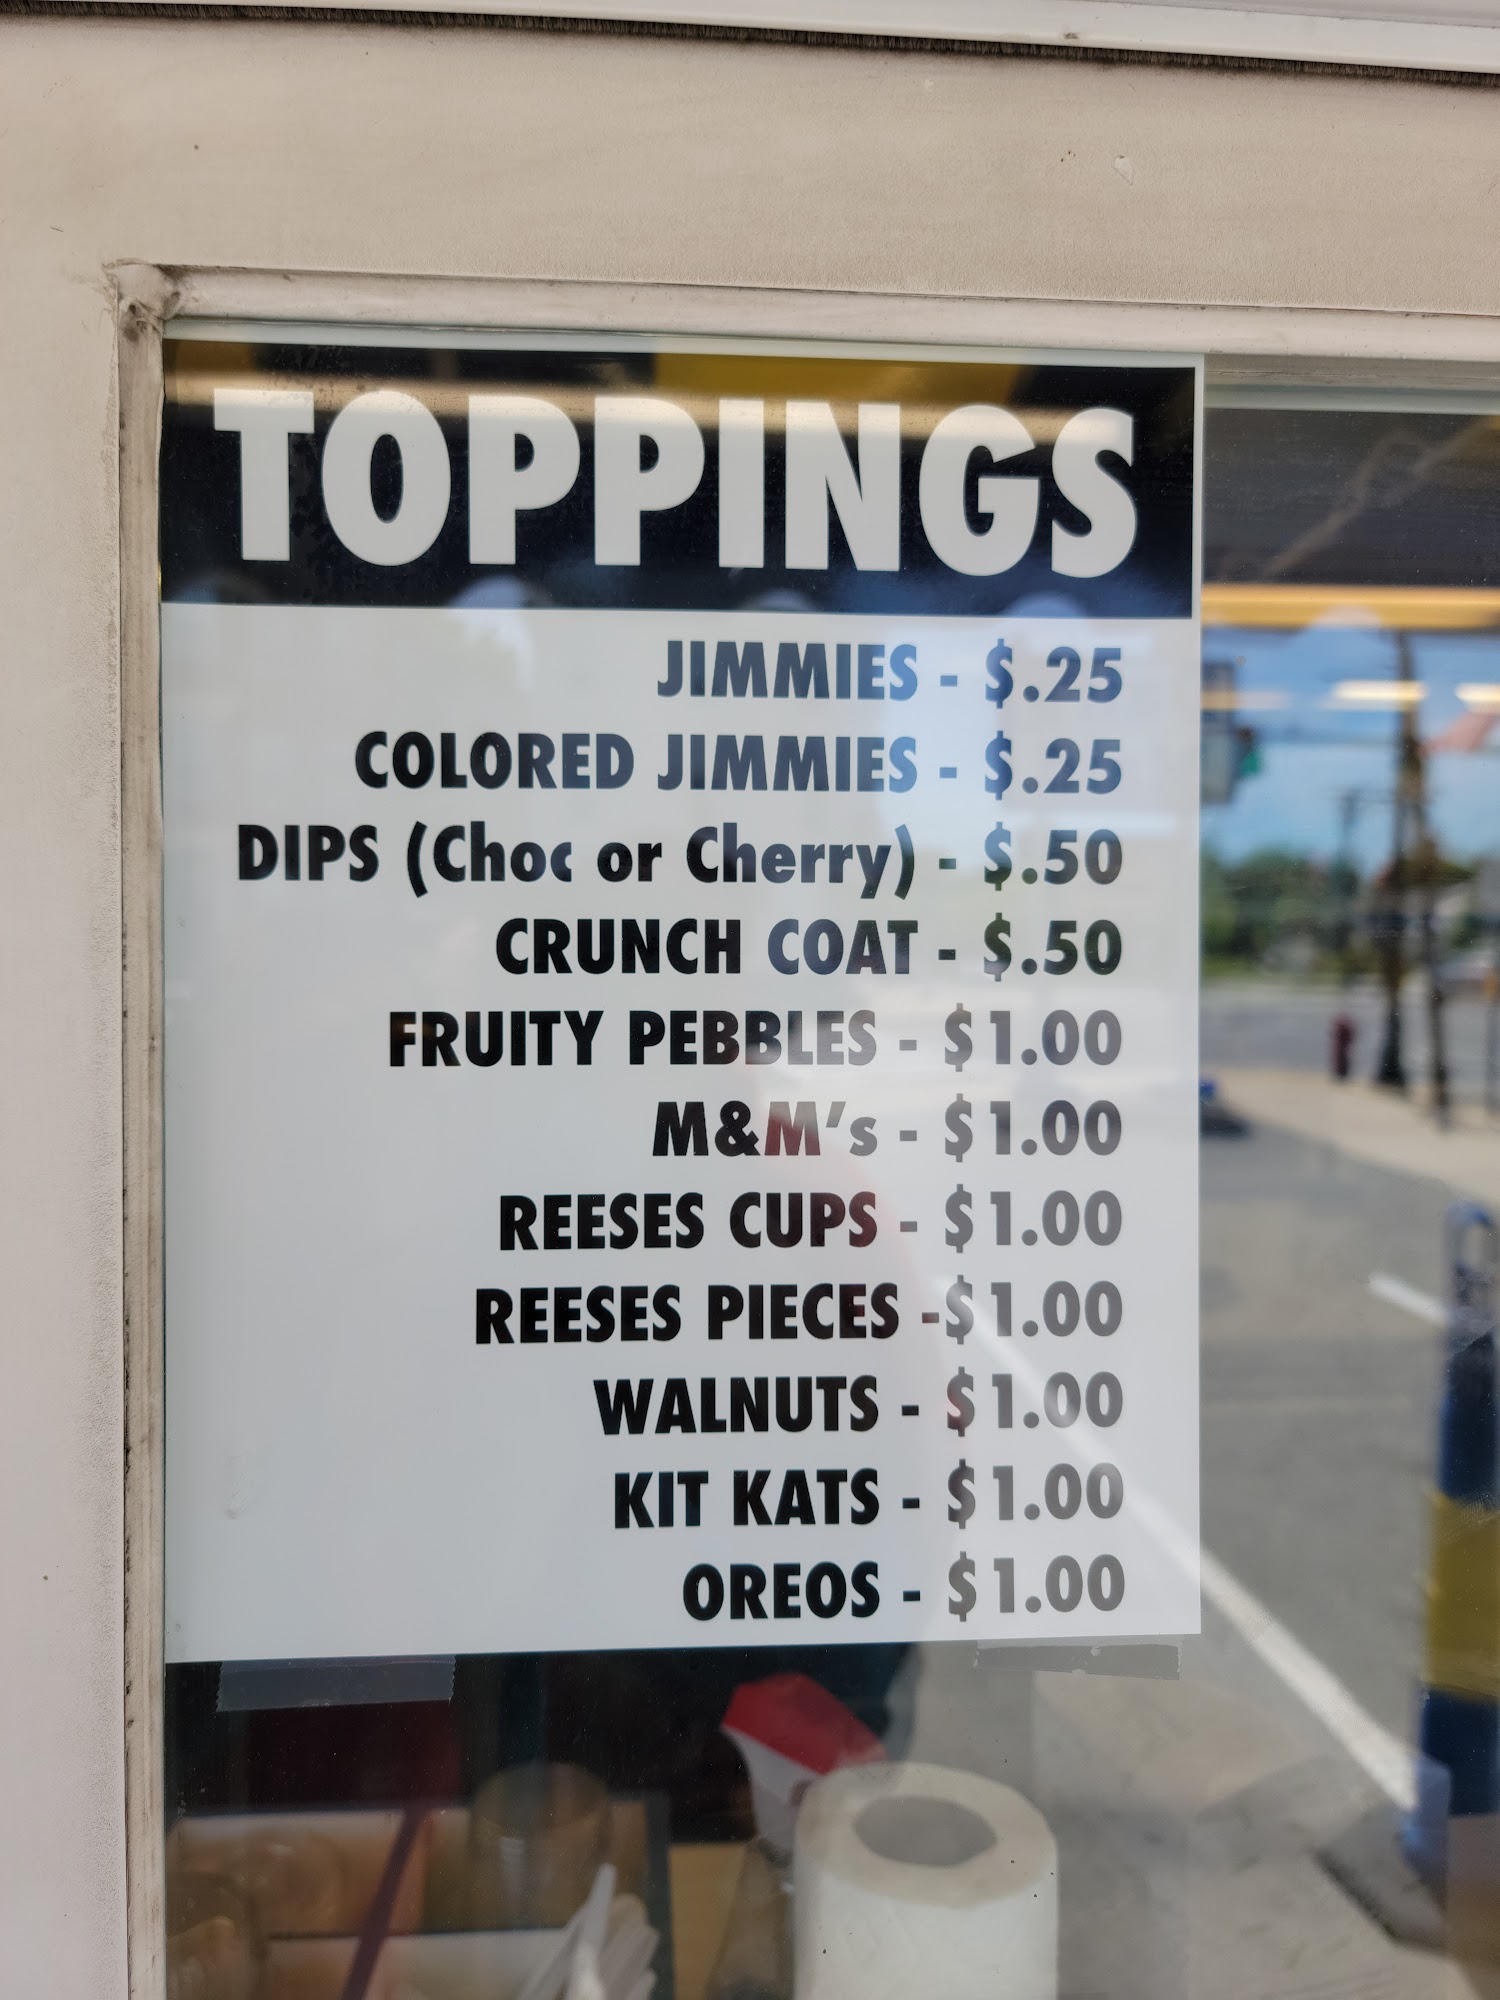 TOPPINGS
JIMMIES - $.25
COLORED JIMMIES - $.25
DIPS (Choc or Cherry) - $.50
CRUNCH COAT - $.50
FRUITY PEBBLES - $1.00
M&M's - $1.00
REESES CUPS - $1.00
REESES PIECES -$1.00
WALNUTS - $1.00
KIT KATS - $1.00
OREOS - $1.00